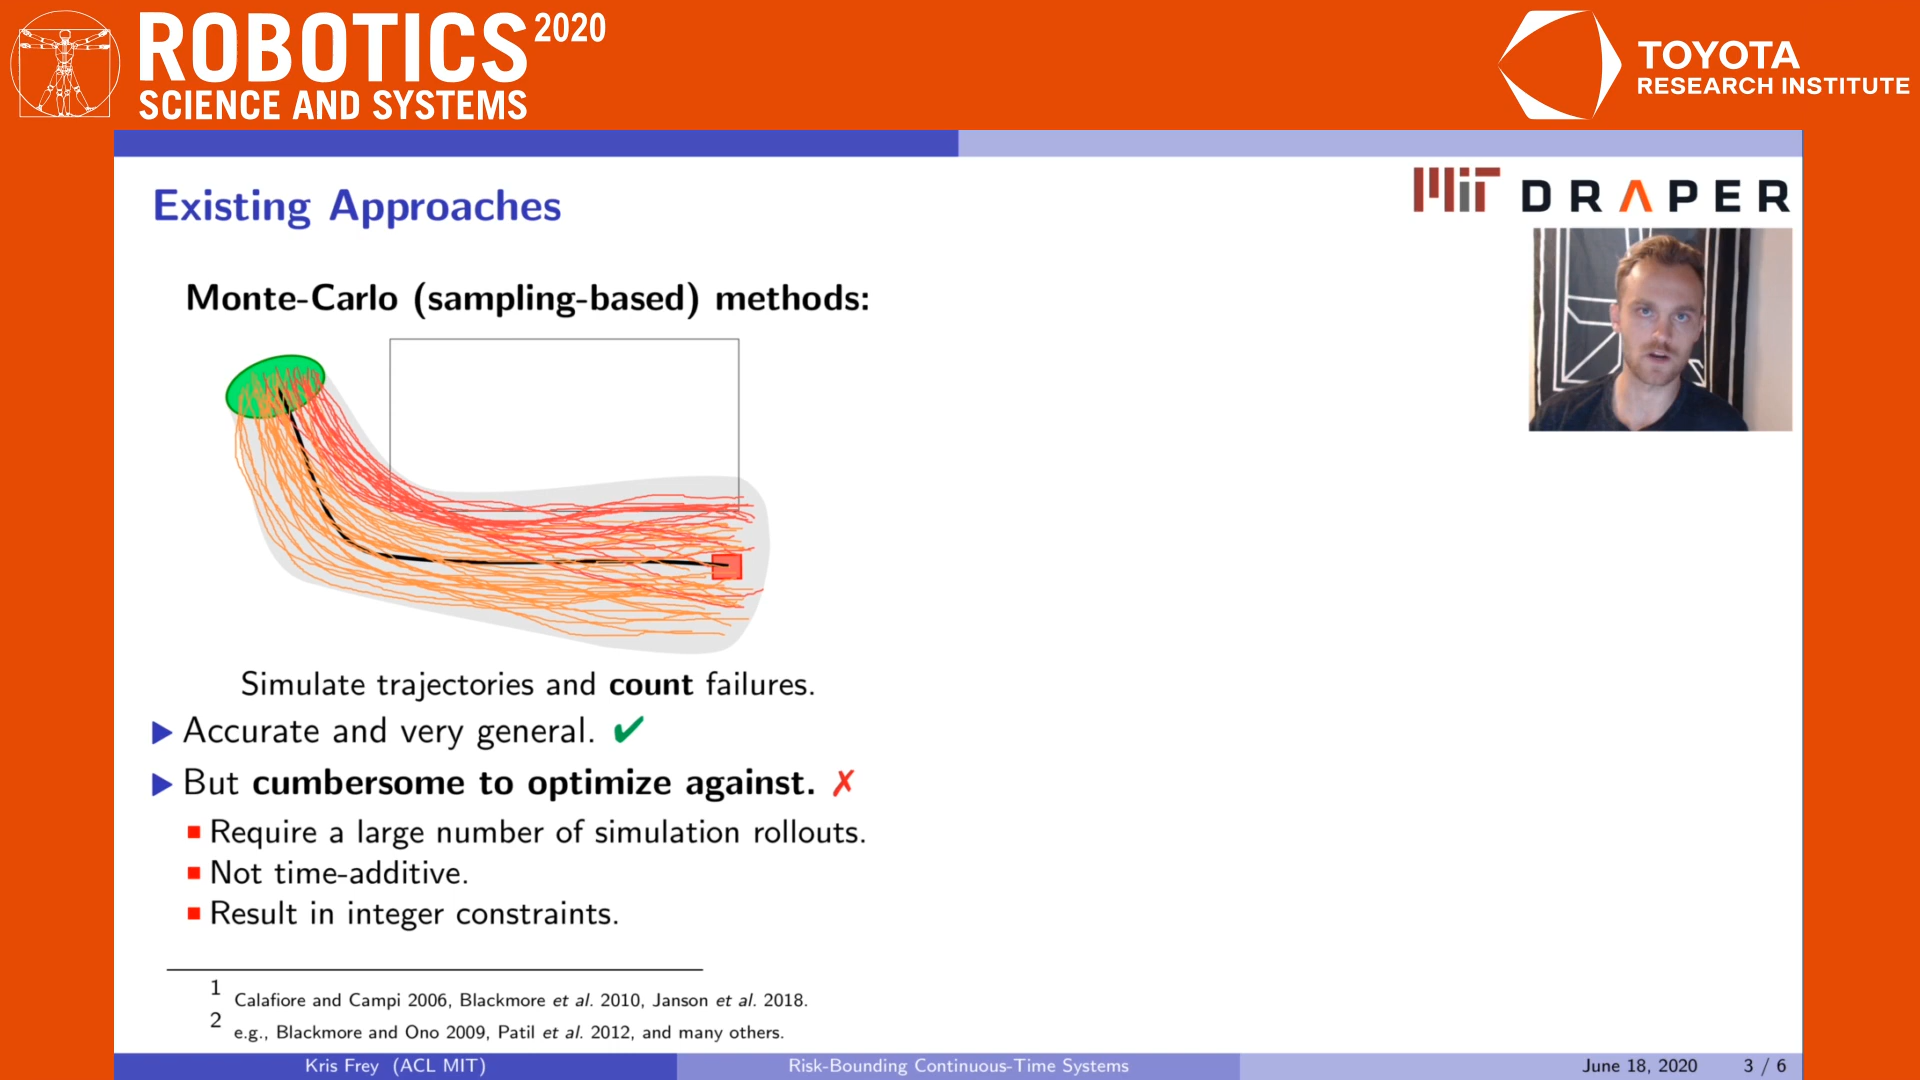 ROBOTICS 2020
SCIENCE AND SYSTEMS
TOYOTA
RESEARCH INSTITUTE
Existing Approaches
MIT DRAPER
Monte-Carlo (sampling-based) methods:
Simulate trajectories and count failures.
▶ Accurate and very general. ✔
▶ But cumbersome to optimize against. ✗
■ Require a large number of simulation rollouts.
■ Not time-additive.
■ Result in integer constraints.
1 Calafiore and Campi 2006, Blackmore et al. 2010, Janson et al. 2018.
2 e.g., Blackmore and Ono 2009, Patil et al. 2012, and many others.
Kris Frey (ACL MIT) Risk-Bounding Continuous-Time Systems June 18, 2020 3 / 6